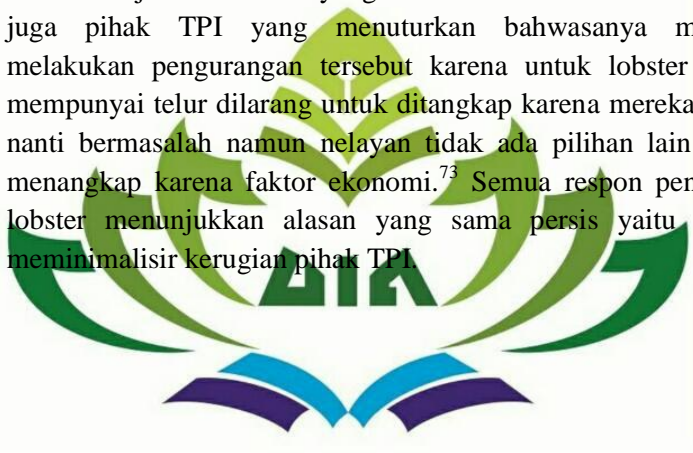 juga pihak TPI yang menuturkan bahwasanya m
melakukan pengurangan tersebut karena untuk lobster
mempunyai telur dilarang untuk ditangkap karena mereka
nanti bermasalah namun nelayan tidak ada pilihan lain
menangkap karena faktor ekonomi.⁷³ Semua respon pen
lobster menunjukkan alasan yang sama persis yaitu
meminimalisir kerugian pihak TPI.